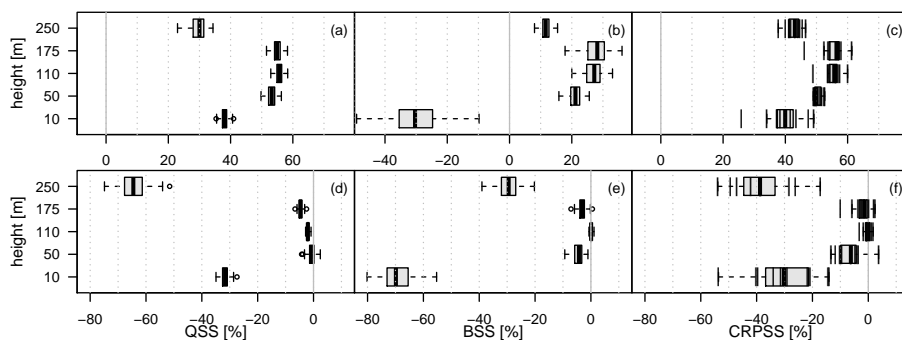 height [m]
250
175
110
50
10
(a)
(b)
(c)
0 20 40 60
−40 −20 0 20
0 20 40 60
height [m]
250
175
110
50
10
(d)
(e)
(f)
−80 −60 −40 −20 0
−80 −60 −40 −20 0
−80 −60 −40 −20 0
QSS [%]
BSS [%]
CRPSS [%]